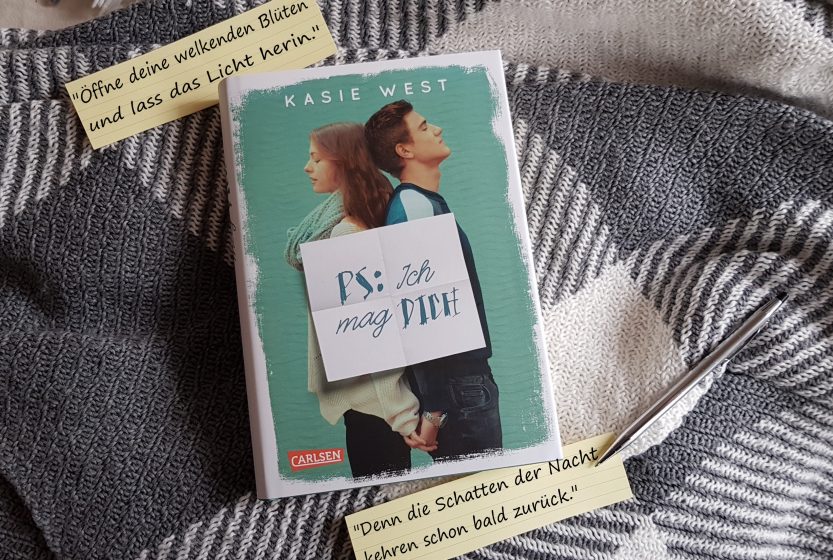 "Öffne deine welkenden Blüten
und lass das Licht herin."
KASIE WEST
PS: Ich
mag DICH
CARLSEN
"Denn die Schatten der Nacht
kehren schon bald zurück."